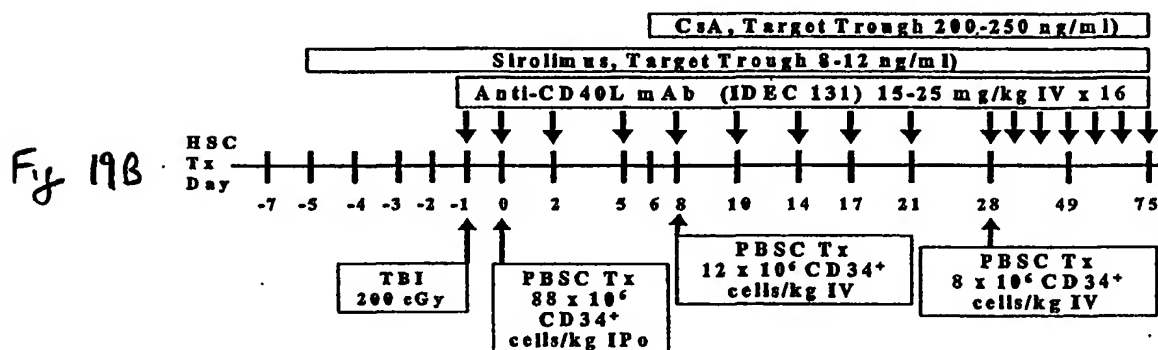 CsA, Target Trough 200-250 ng/ml)
Sirolimus, Target Trough 8-12 ng/ml)
Anti-CD40L mAb (IDEC 131) 15-25 mg/kg IV x 16
Fig 19B
HSC
Tx
Day
-7 -5 -4 -3 -2 -1 0 2 5 6 8 10 14 17 21 28 49 75
TBI
200 cGy
PBSC Tx
88 x 10⁶
CD34⁺
cells/kg IPo
PBSC Tx
12 x 10⁶ CD34⁺
cells/kg IV
PBSC Tx
8 x 10⁶ CD34⁺
cells/kg IV